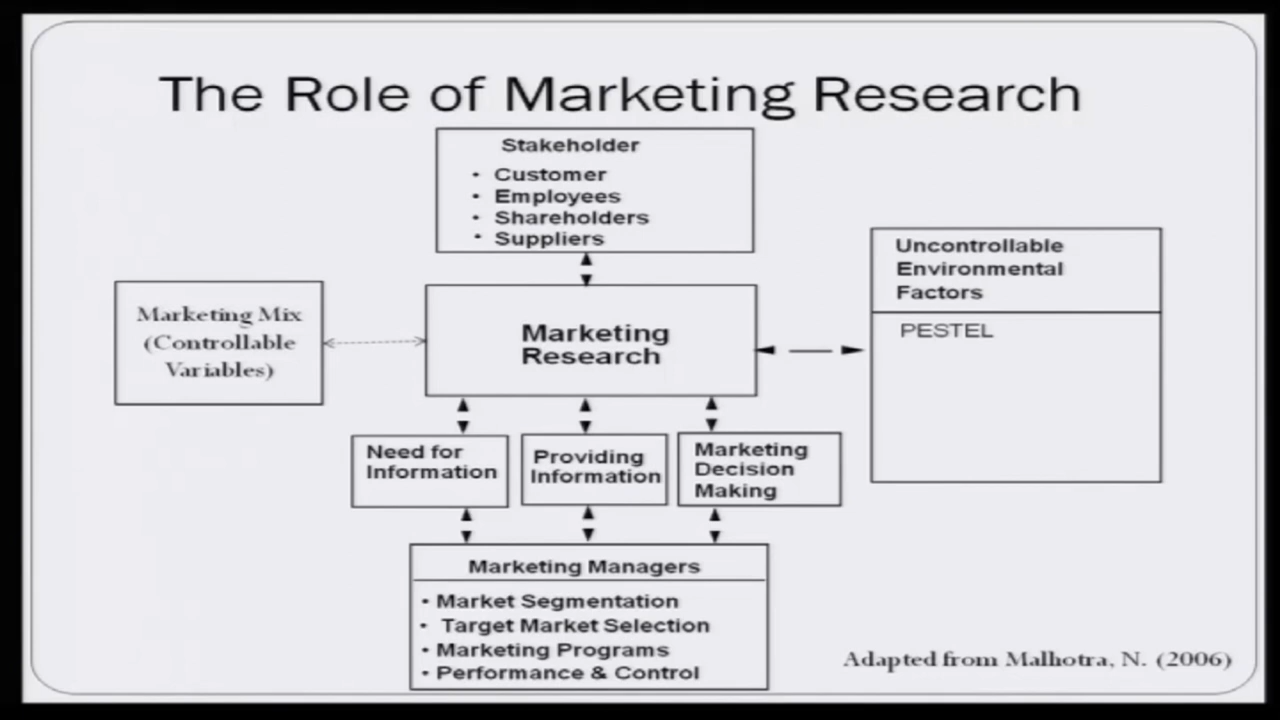 The Role of Marketing Research
Stakeholder
• Customer
• Employees
• Shareholders
• Suppliers
Uncontrollable
Environmental
Factors
PESTEL
Marketing Mix
(Controllable
Variables)
Marketing
Research
Need for
Information
Providing
Information
Marketing
Decision
Making
Marketing Managers
• Market Segmentation
• Target Market Selection
• Marketing Programs
• Performance & Control
Adapted from Malhotra, N. (2006)